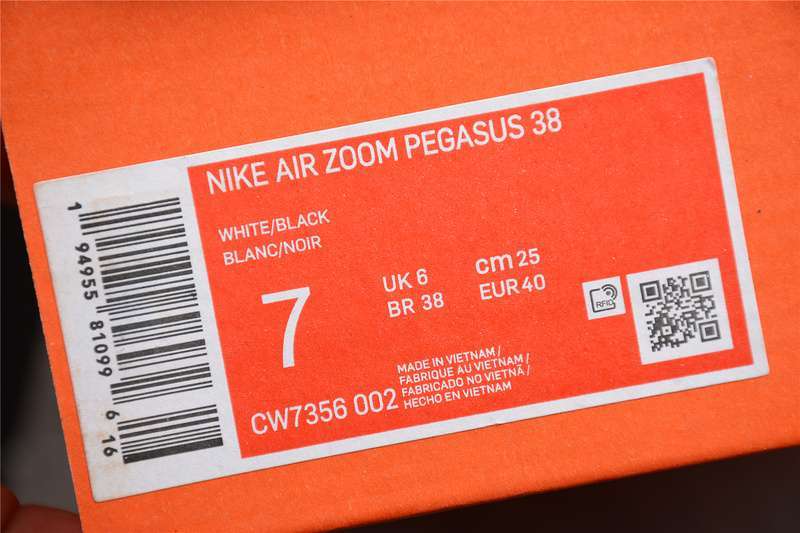 NIKE AIR ZOOM PEGASUS 38
WHITE/BLACK
BLANC/NOIR
7
UK 6
BR 38
cm 25
EUR 40
RFID
CW7356 002
MADE IN VIETNAM /
FABRIQUE AU VIETNAM /
FABRICADO NO VIETNÃ /
HECHO EN VIETNAM
1 94955 81099 6 16